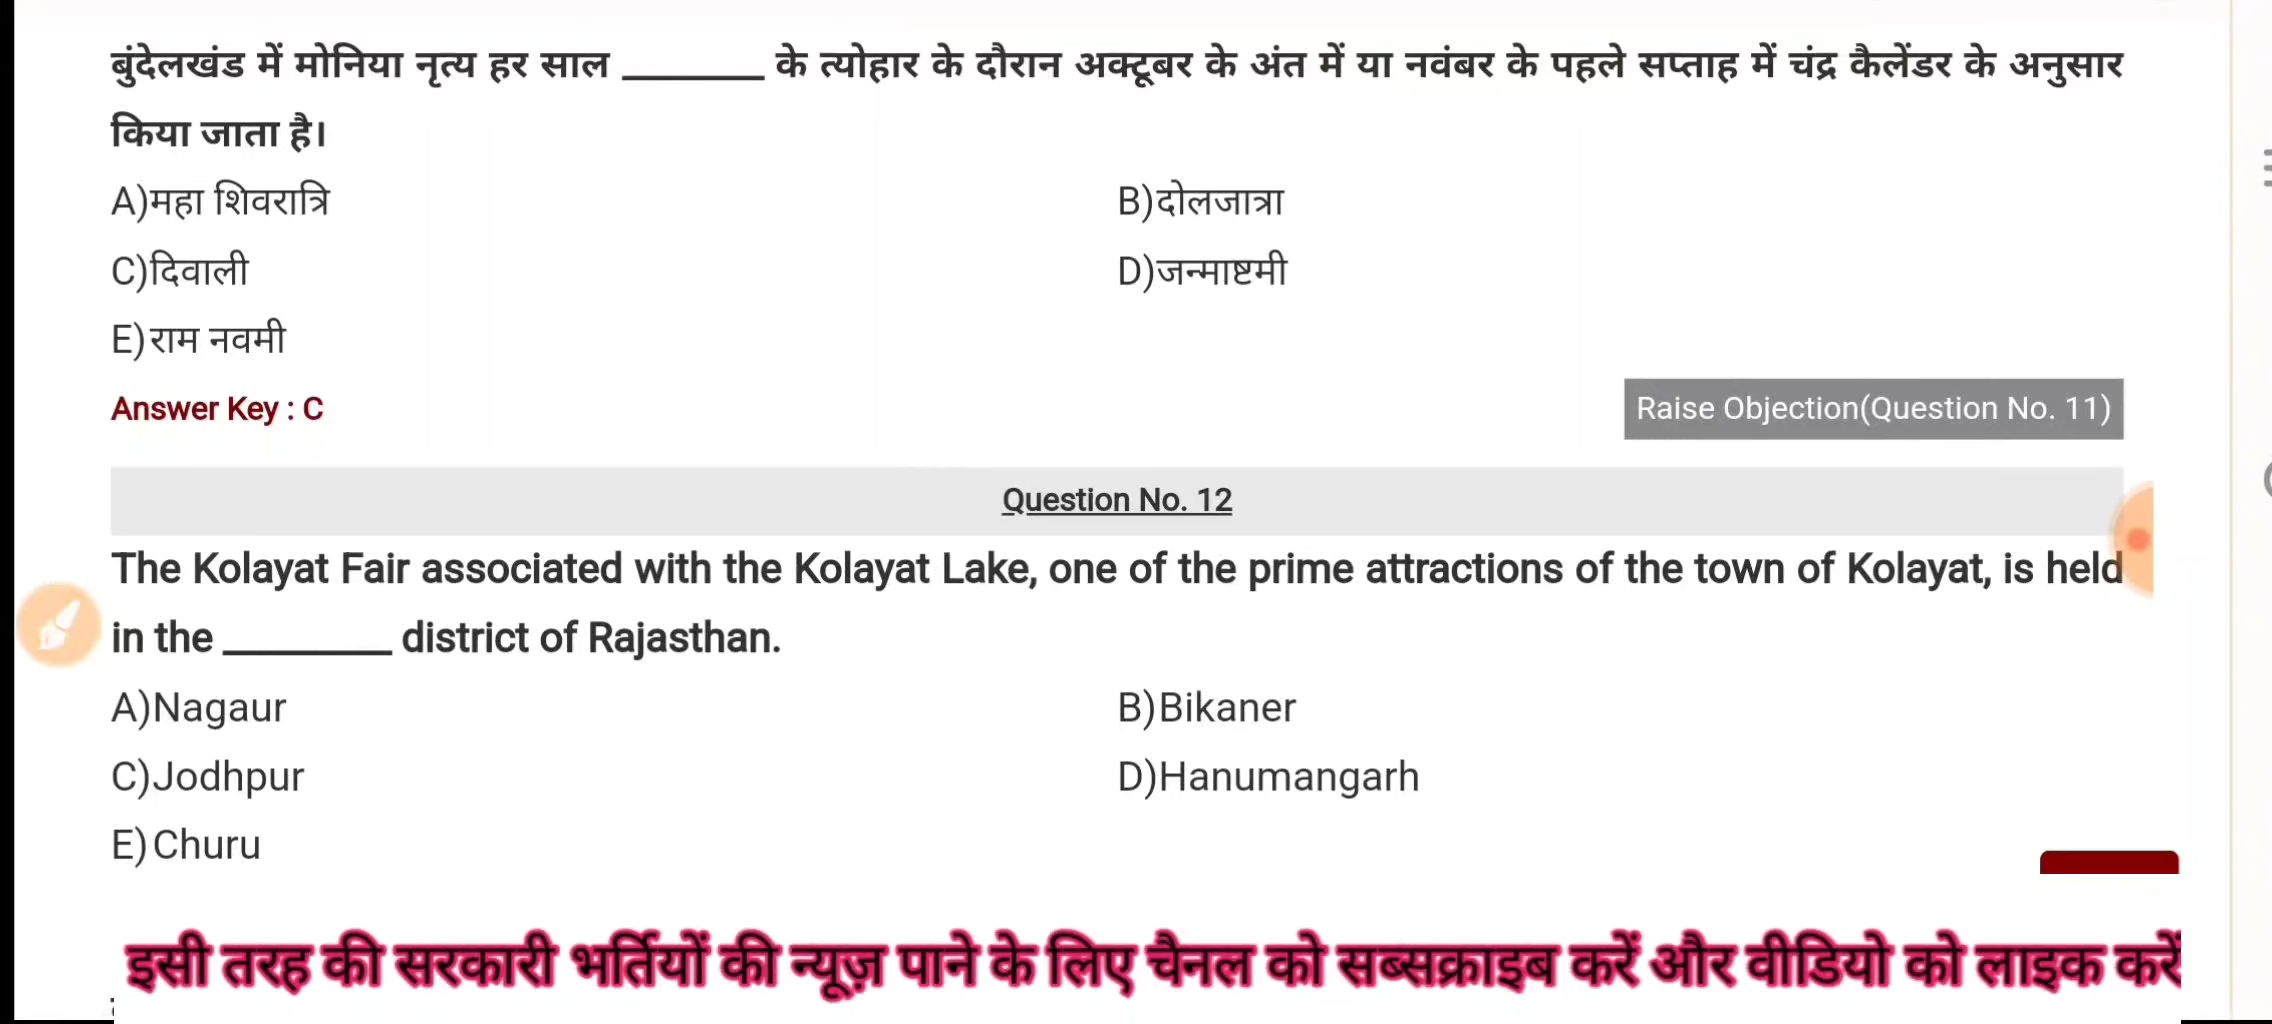 बुंदेलखंड में मोनिया नृत्य हर साल ________ के त्योहार के दौरान अक्टूबर के अंत में या नवंबर के पहले सप्ताह में चंद्र कैलेंडर के अनुसार
किया जाता है।
A)महा शिवरात्रि B)दोलजात्रा
C)दिवाली D)जन्माष्टमी
E)राम नवमी
Answer Key : C Raise Objection(Question No. 11)
Question No. 12
The Kolayat Fair associated with the Kolayat Lake, one of the prime attractions of the town of Kolayat, is held
in the ________ district of Rajasthan.
A)Nagaur B)Bikaner
C)Jodhpur D)Hanumangarh
E)Churu
इसी तरह की सरकारी भर्तियों की न्यूज़ पाने के लिए चैनल को सब्सक्राइब करें और वीडियो को लाइक करें